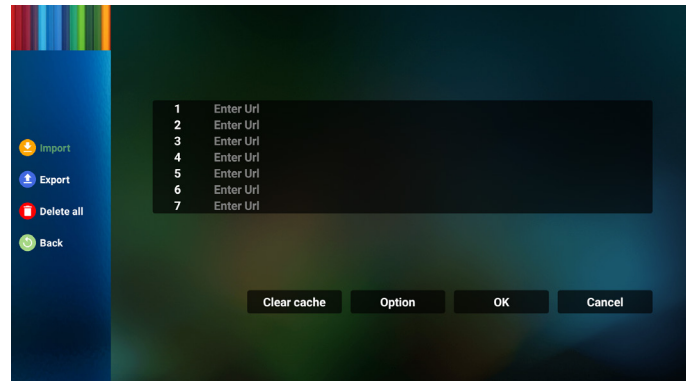 Import
Export
Delete all
Back
1 Enter Url
2 Enter Url
3 Enter Url
4 Enter Url
5 Enter Url
6 Enter Url
7 Enter Url
Clear cache Option OK Cancel